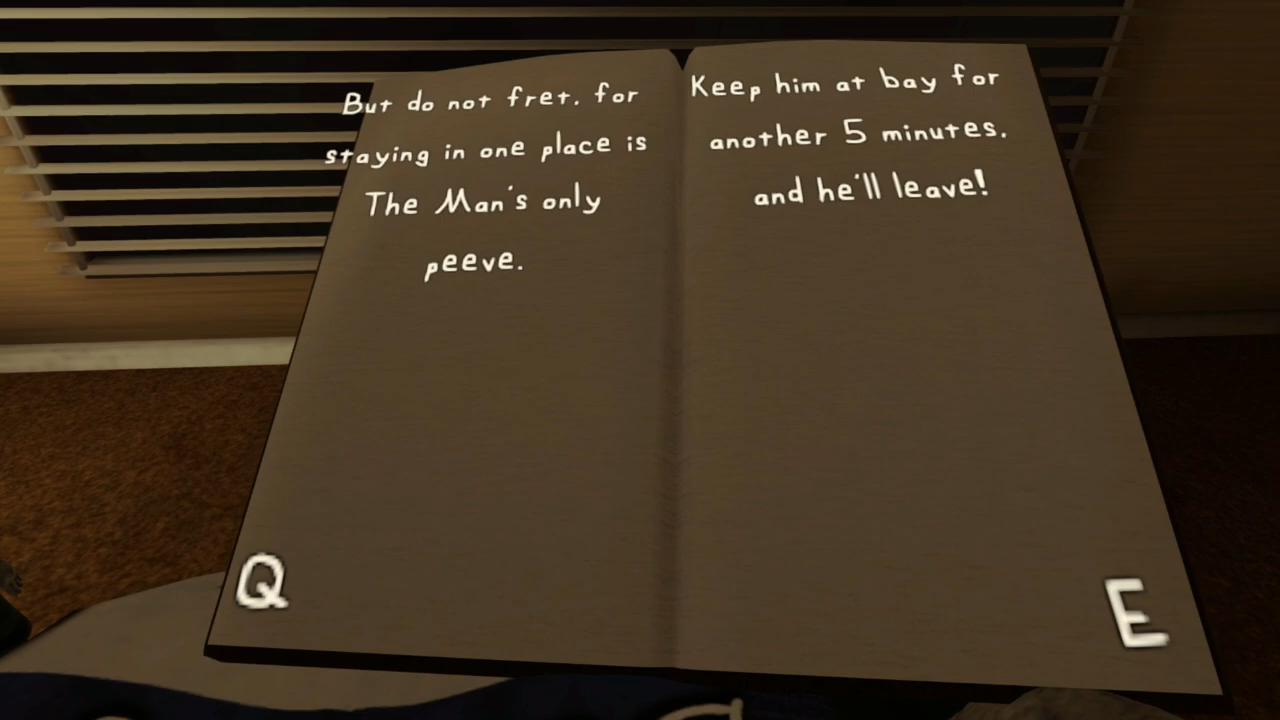 But do not fret. for
staying in one place is
The Man's only
peeve.
Keep him at bay for
another 5 minutes.
and he'll leave!
Q
E